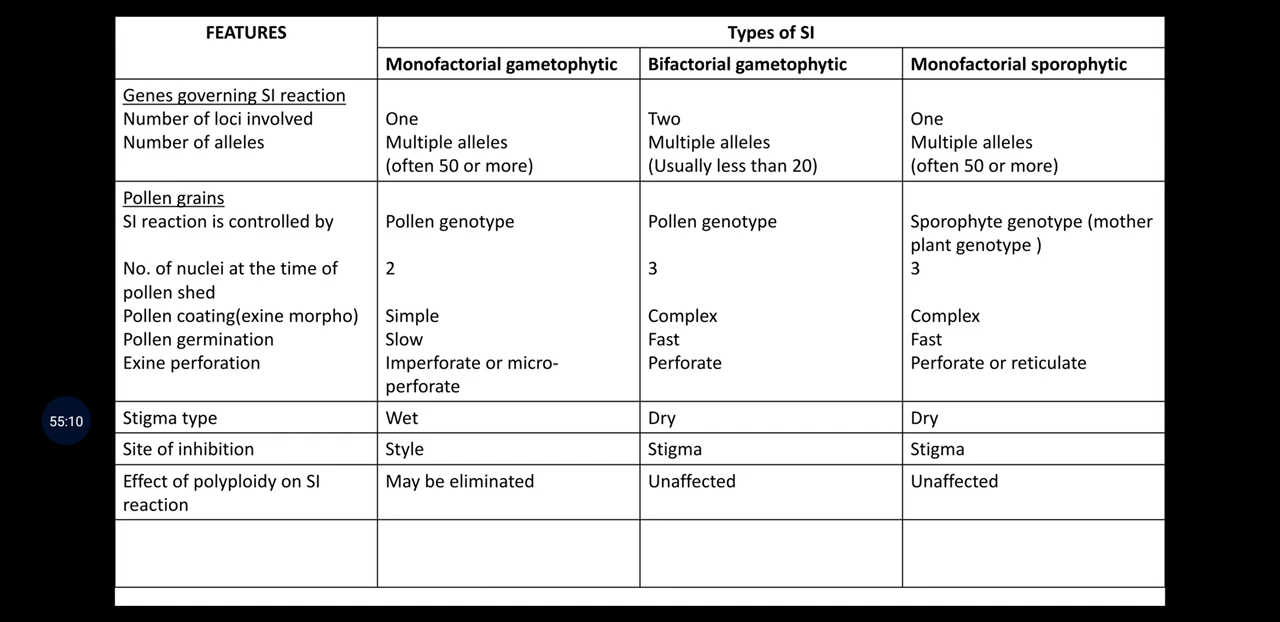 FEATURES
Types of SI
Monofactorial gametophytic
Bifactorial gametophytic
Monofactorial sporophytic
Genes governing SI reaction
Number of loci involved
One
Two
One
Number of alleles
Multiple alleles
(often 50 or more)
Multiple alleles
(Usually less than 20)
Multiple alleles
(often 50 or more)
Pollen grains
SI reaction is controlled by
Pollen genotype
Pollen genotype
Sporophyte genotype (mother
plant genotype )
No. of nuclei at the time of
pollen shed
2
3
3
Pollen coating(exine morpho)
Simple
Complex
Complex
Pollen germination
Slow
Fast
Fast
Exine perforation
Imperforate or micro-
perforate
Perforate
Perforate or reticulate
55:10
Stigma type
Wet
Dry
Dry
Site of inhibition
Style
Stigma
Stigma
Effect of polyploidy on SI
reaction
May be eliminated
Unaffected
Unaffected